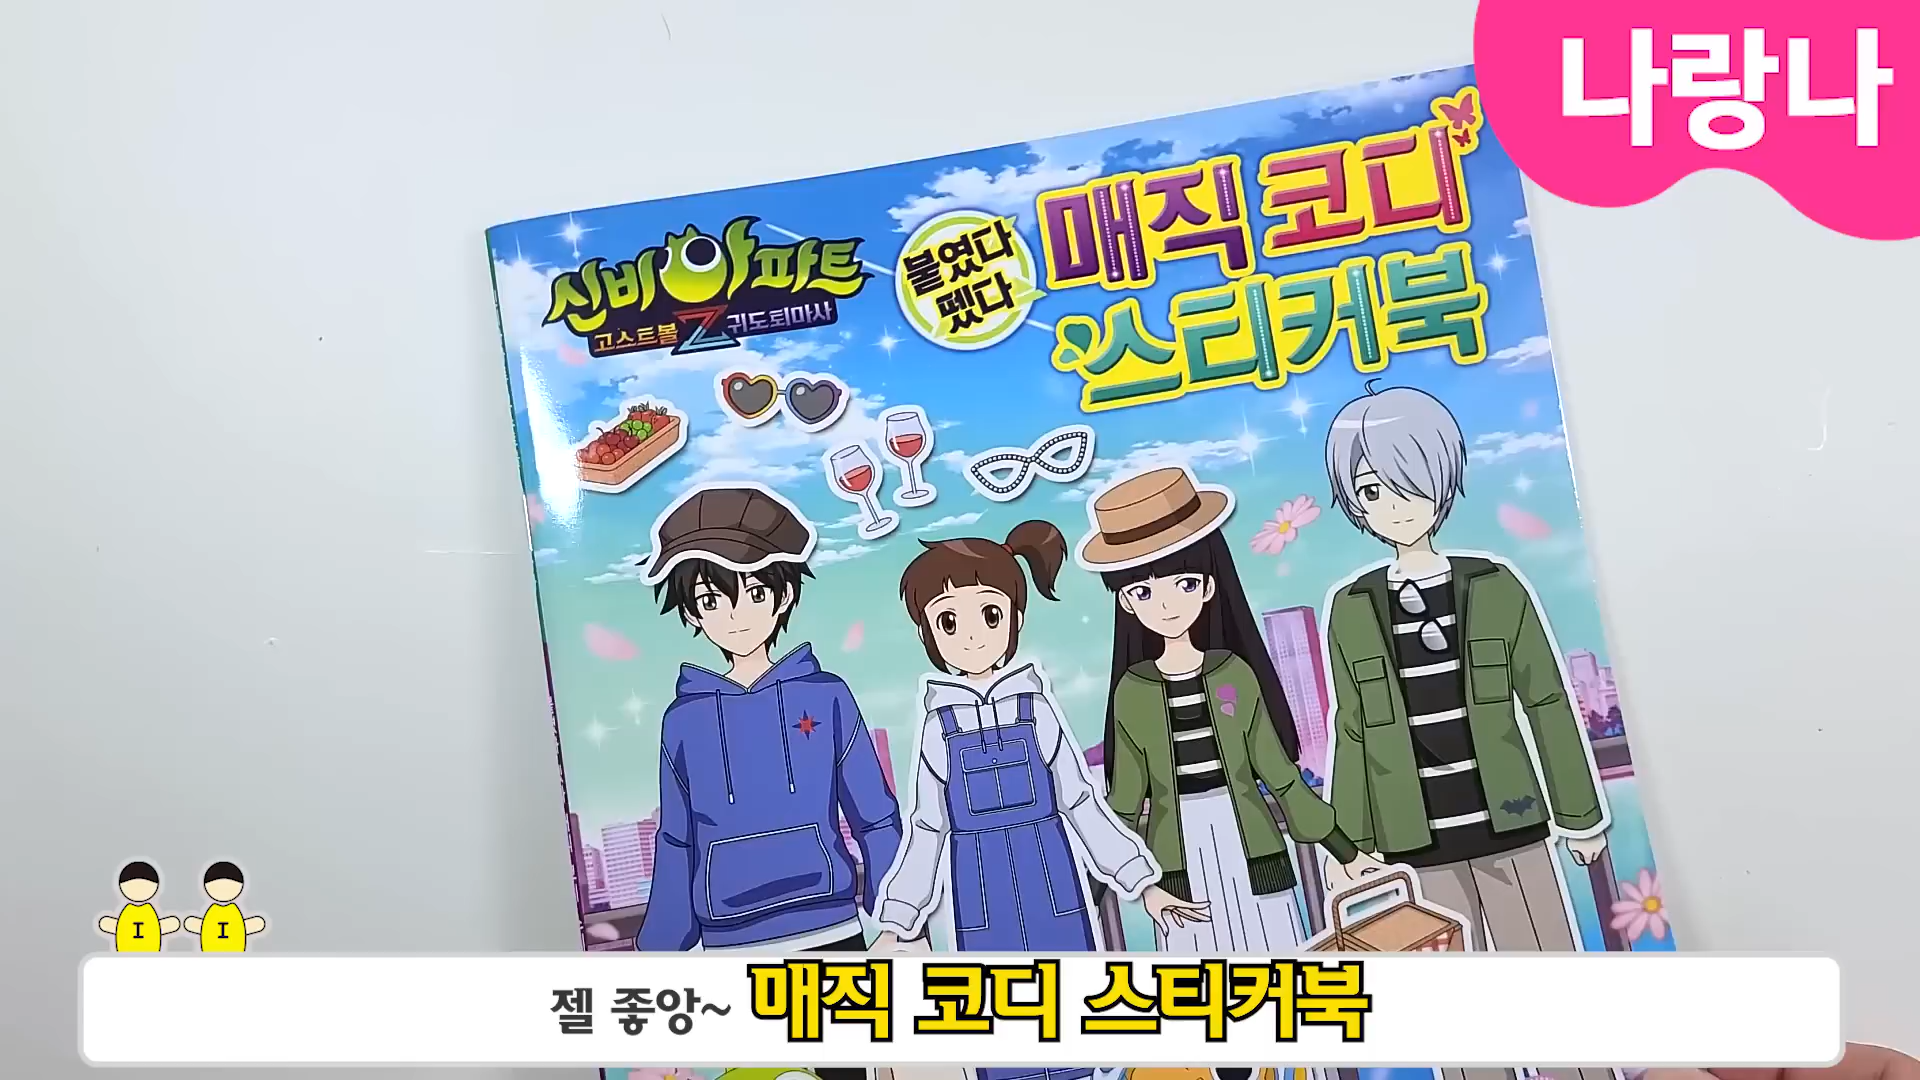 나랑나
신비아파트
고스트볼 Z 귀도퇴마사
붙였다
뗐다
매직 코디
스티커북
I I
젤 좋앙~ 매직 코디 스티커북